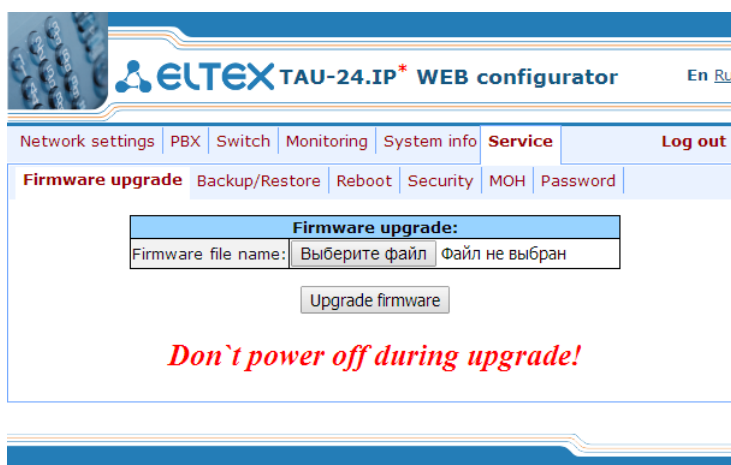 ELTEX TAU-24.IP* WEB configurator En Ru
Network settings PBX Switch Monitoring System info Service Log out
Firmware upgrade Backup/Restore Reboot Security MOH Password
Firmware upgrade:
Firmware file name: Выберите файл Файл не выбран
Upgrade firmware
Don`t power off during upgrade!